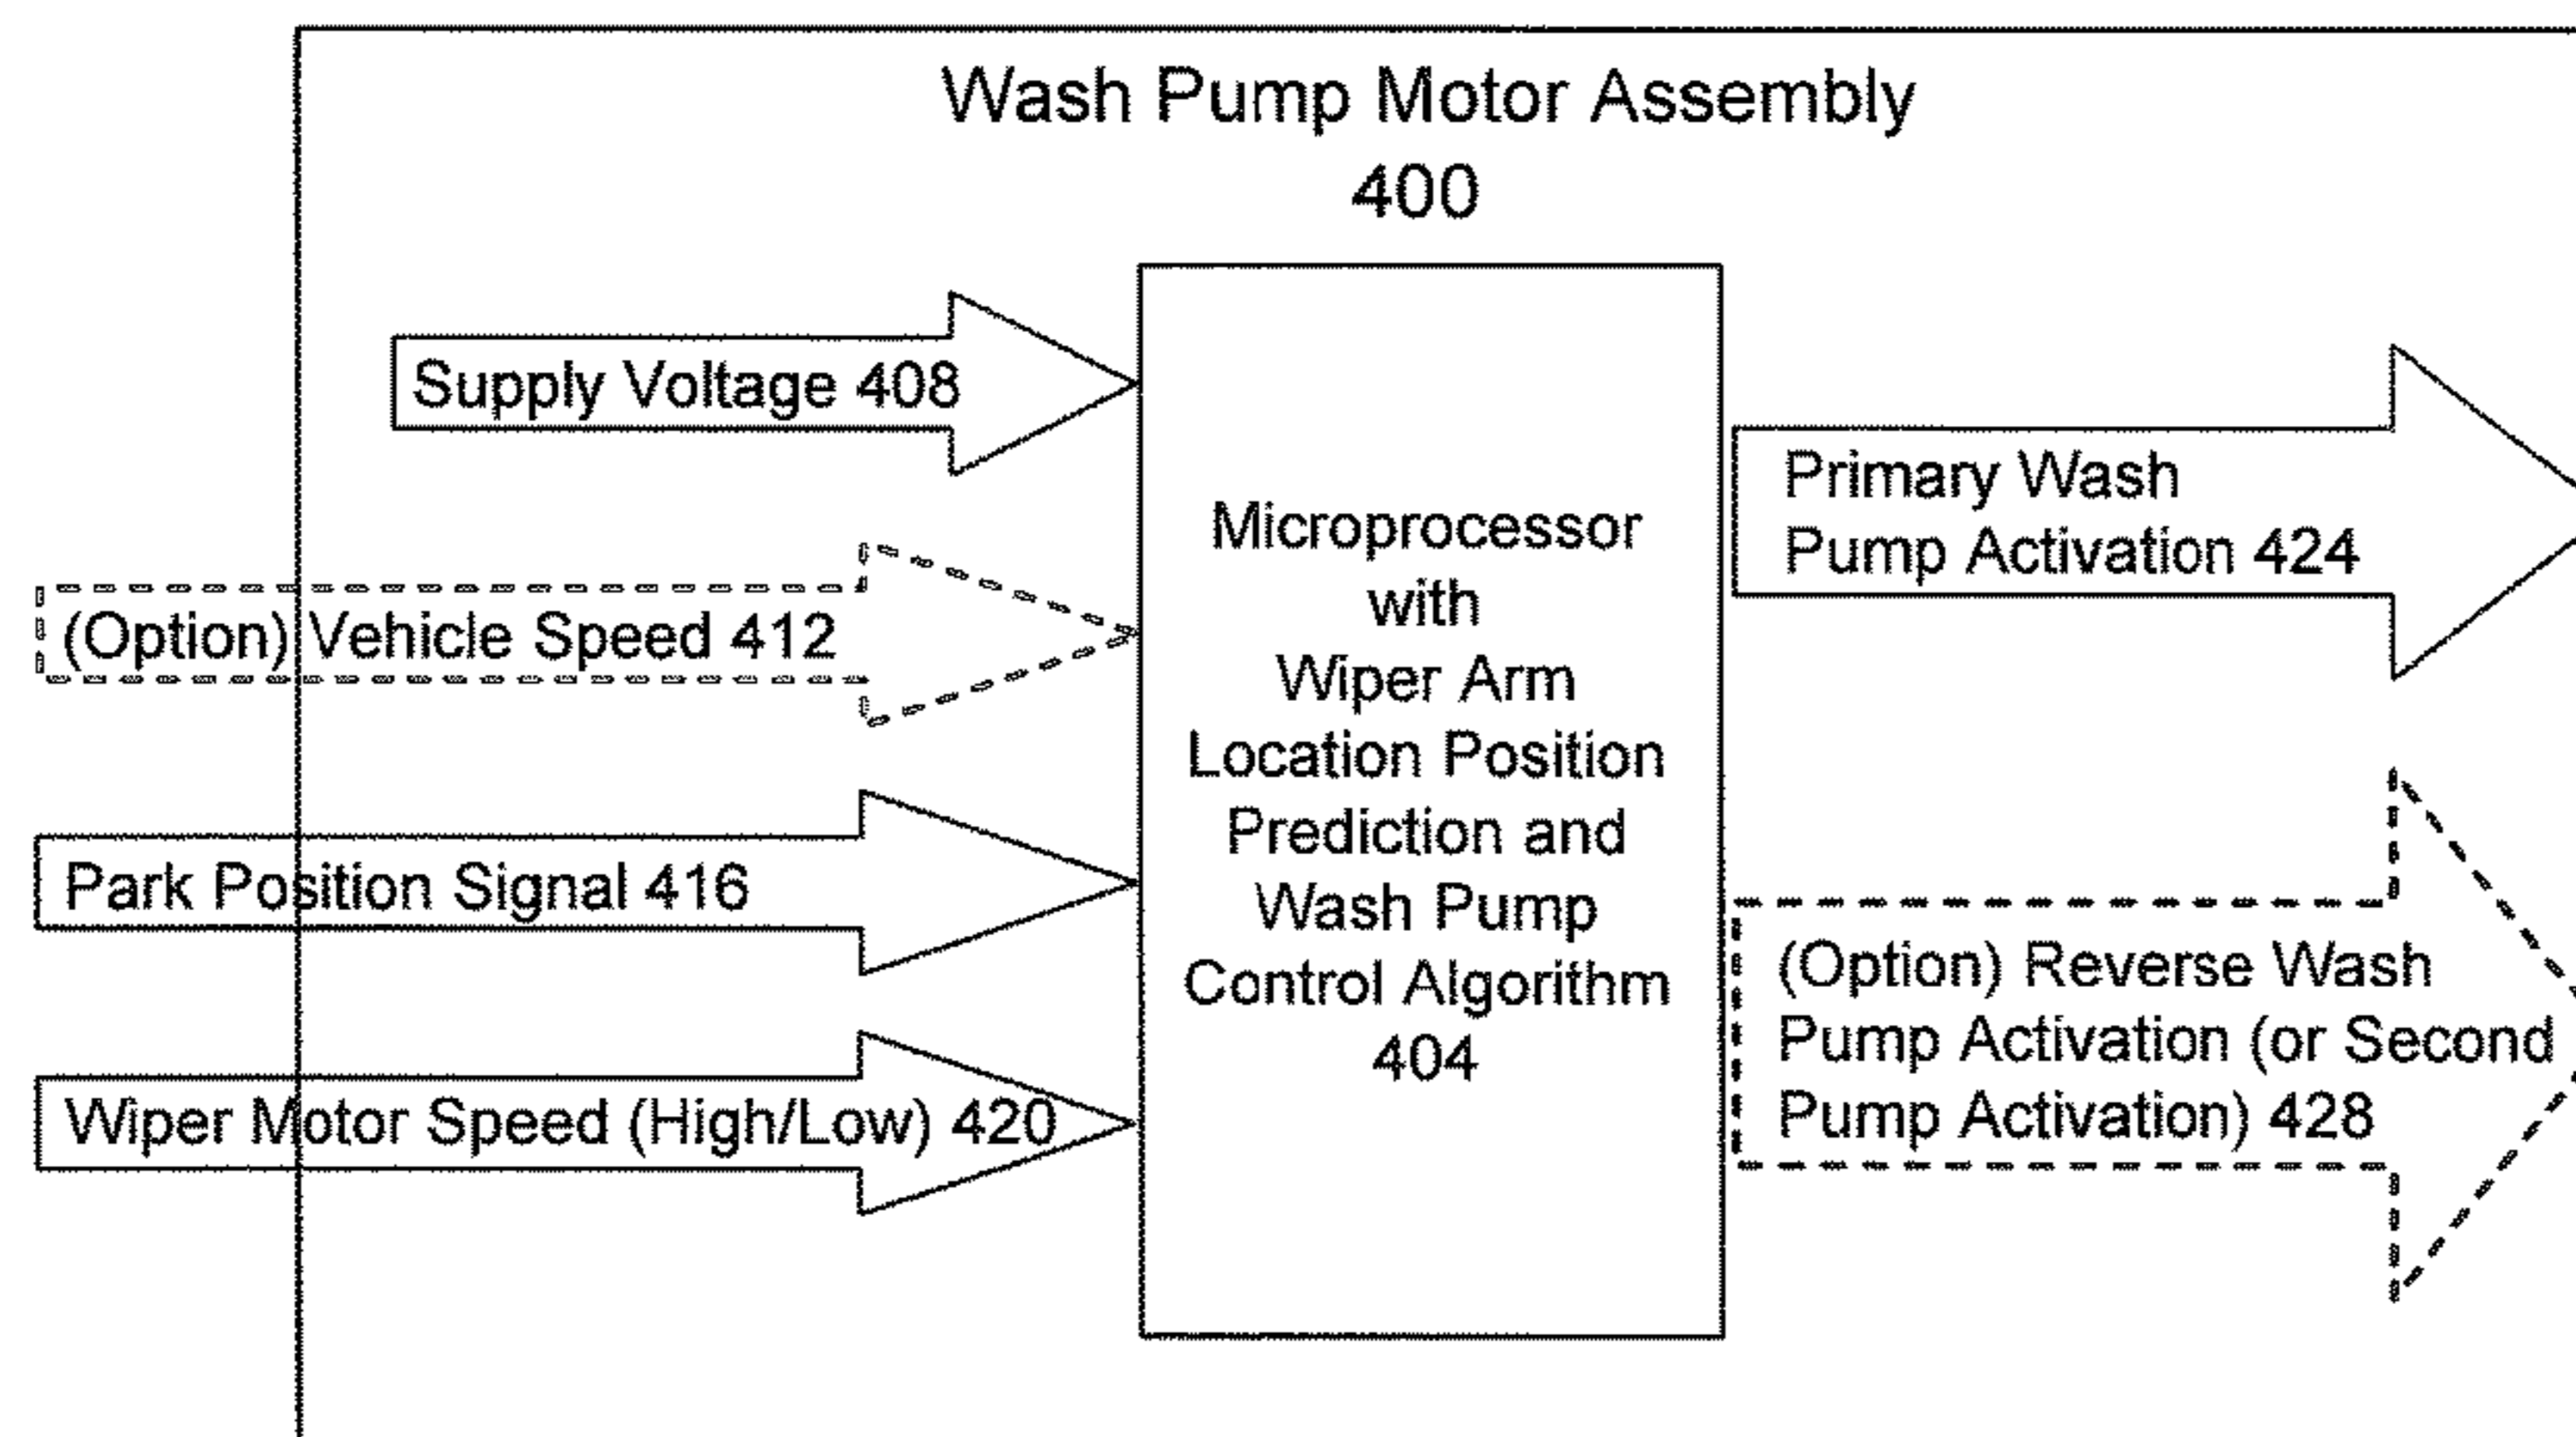 Wash Pump Motor Assembly
400
Supply Voltage 408
(Option) Vehicle Speed 412
Park Position Signal 416
Wiper Motor Speed (High/Low) 420
Microprocessor
with
Wiper Arm
Location Position
Prediction and
Wash Pump
Control Algorithm
404
Primary Wash
Pump Activation 424
(Option) Reverse Wash
Pump Activation (or Second
Pump Activation) 428